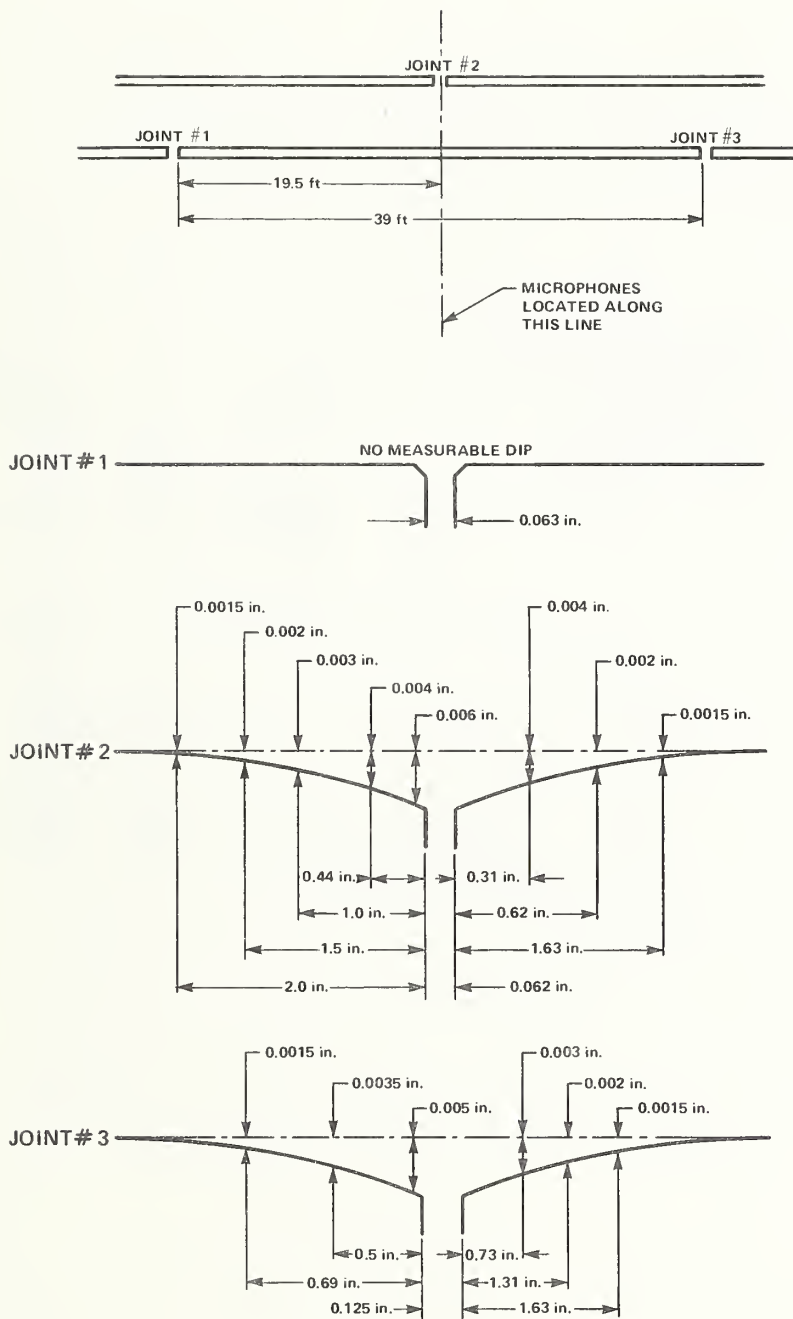 JOINT #2
JOINT #1
JOINT #3
19.5 ft
39 ft
MICROPHONES
LOCATED ALONG
THIS LINE
JOINT #1
NO MEASURABLE DIP
0.063 in.
0.0015 in.
0.004 in.
0.002 in.
0.003 in.
0.002 in.
0.004 in.
0.0015 in.
0.006 in.
JOINT #2
0.44 in.
0.31 in.
1.0 in.
0.62 in.
1.5 in.
1.63 in.
2.0 in.
0.062 in.
0.0015 in.
0.003 in.
0.0035 in.
0.002 in.
0.005 in.
0.0015 in.
JOINT #3
0.5 in.
0.73 in.
0.69 in.
1.31 in.
0.125 in.
1.63 in.